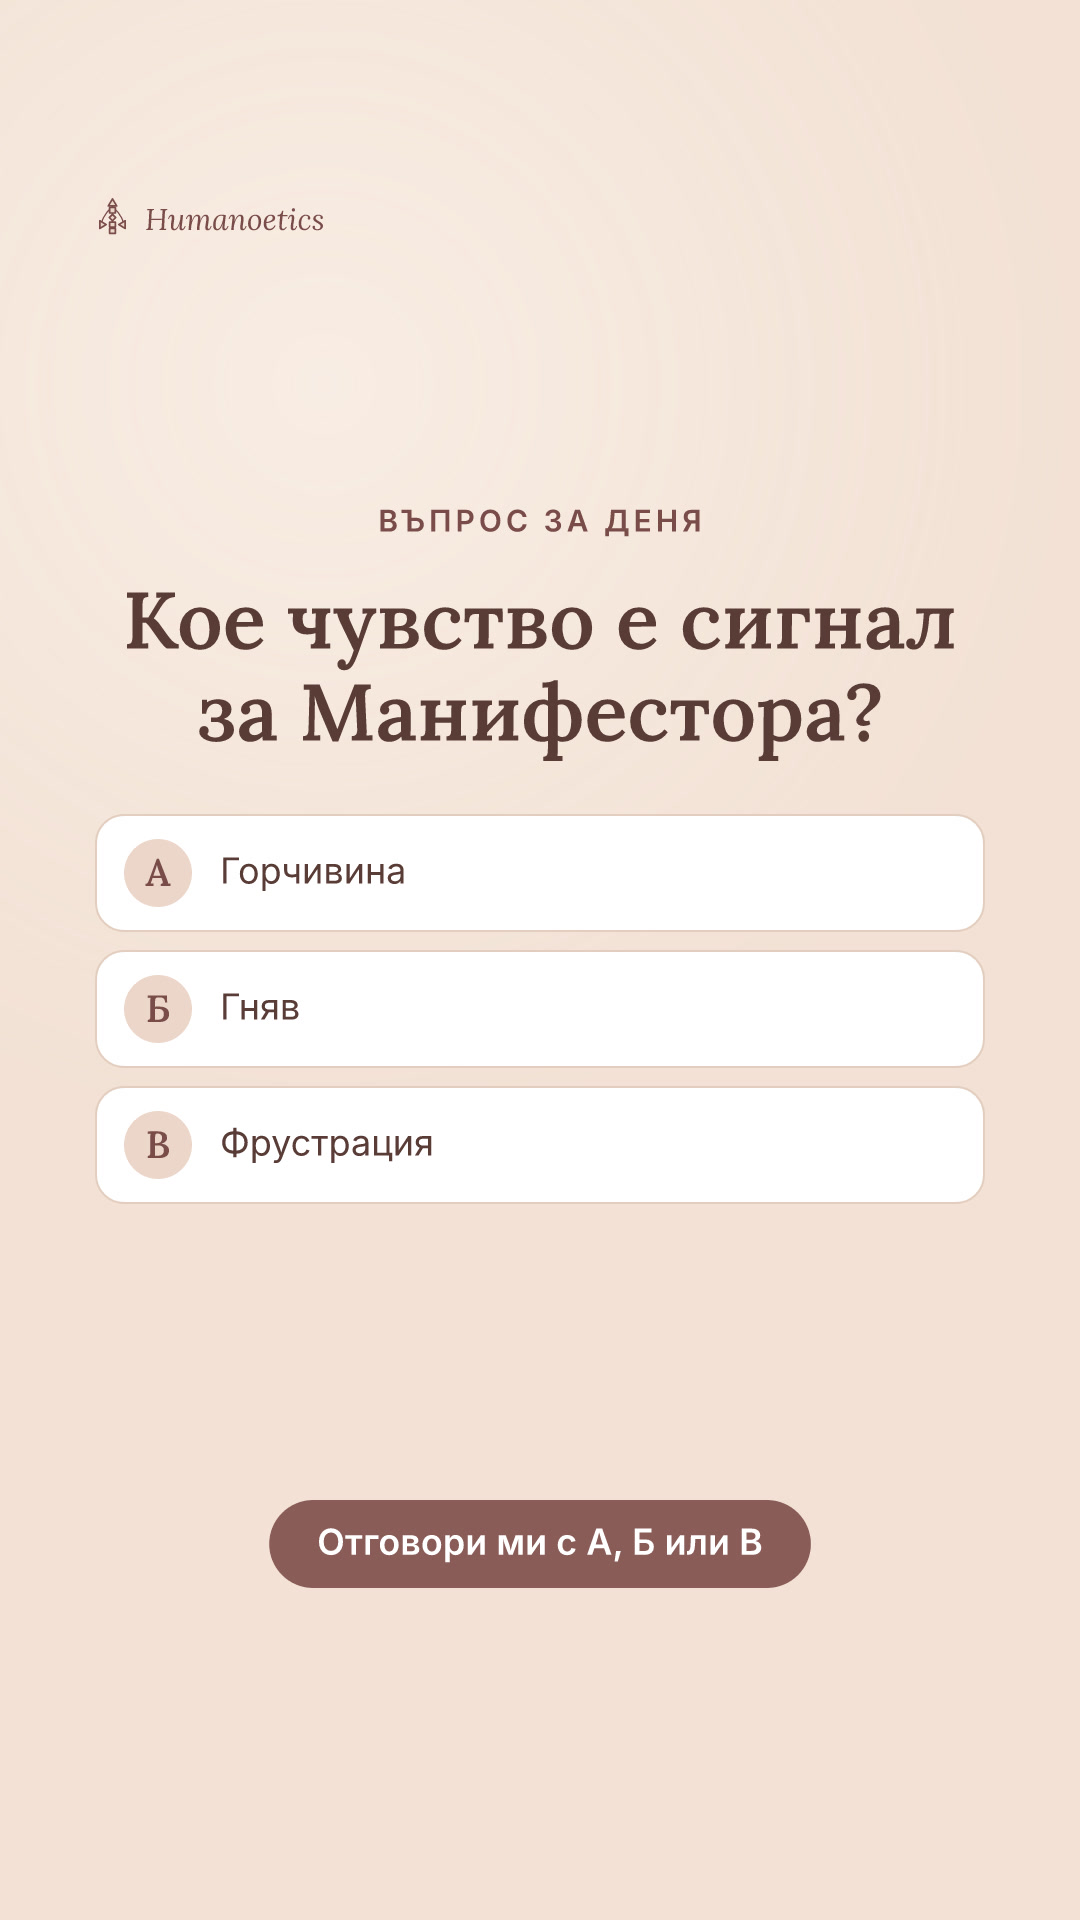 Humanoetics
ВЪПРОС ЗА ДЕНЯ
Кое чувство е сигнал
за Манифестора?
А Горчивина
Б Гняв
В Фрустрация
Отговори ми с А, Б или В